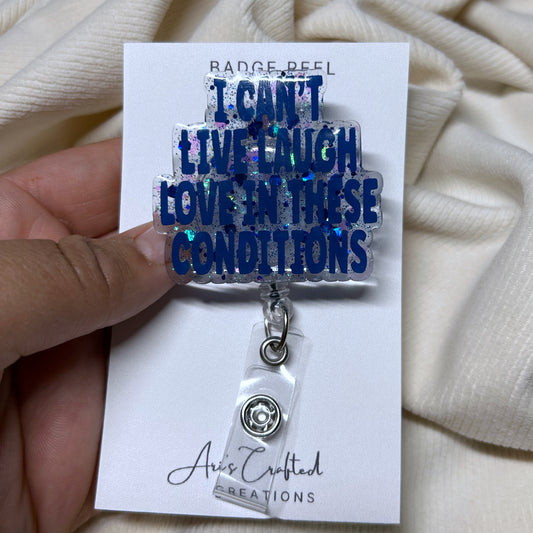 BADGE REEL
I CAN'T
LIVE LAUGH
LOVE IN THESE
CONDITIONS
Ari's Crafted
CREATIONS